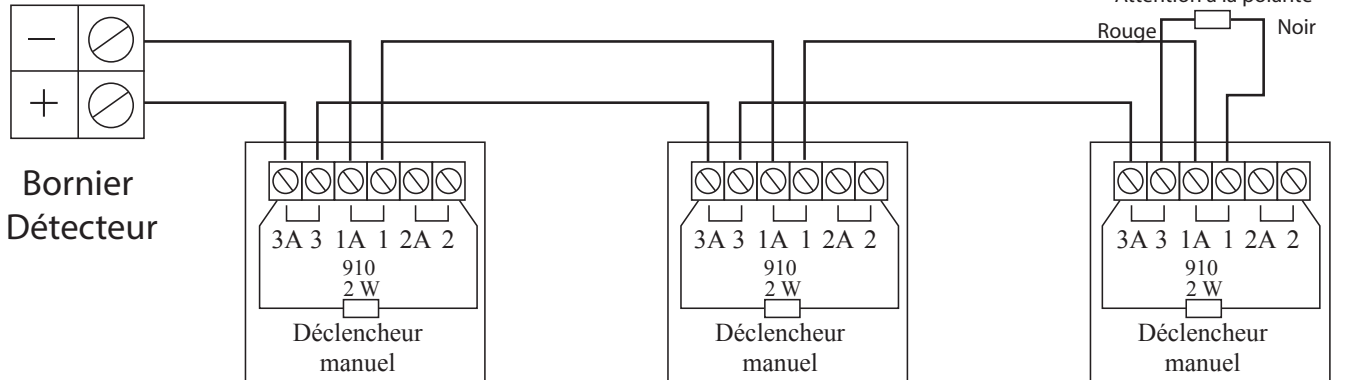 Attention à la polarité
Rouge
Noir
−
+
Bornier
Détecteur
3A 3 1A 1 2A 2
910
2 W
Déclencheur
manuel
3A 3 1A 1 2A 2
910
2 W
Déclencheur
manuel
3A 3 1A 1 2A 2
910
2 W
Déclencheur
manuel